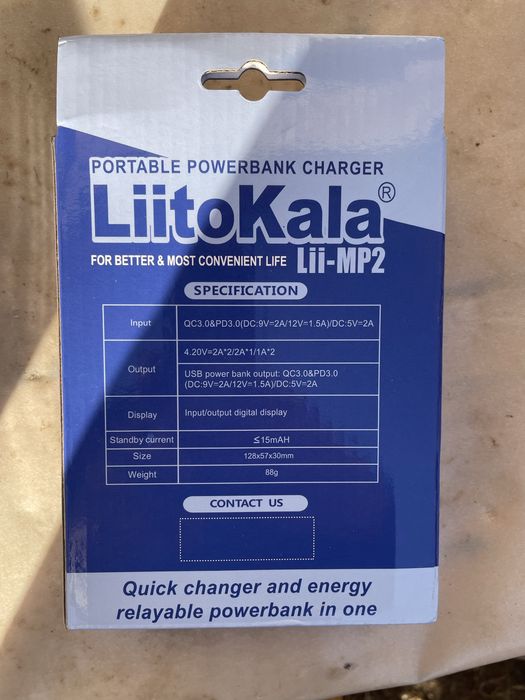 PORTABLE POWERBANK CHARGER
LiitoKala®
FOR BETTER & MOST CONVENIENT LIFE Lii-MP2
SPECIFICATION
Input QC3.0&PD3.0(DC:9V=2A/12V=1.5A)/DC:5V=2A
Output 4.20V=2A*2/2A*1/1A*2
USB power bank output: QC3.0&PD3.0
(DC:9V=2A/12V=1.5A)/DC:5V=2A
Display Input/output digital display
Standby current ≤15mAH
Size 128x57x30mm
Weight 88g
CONTACT US
Quick changer and energy
relayable powerbank in one